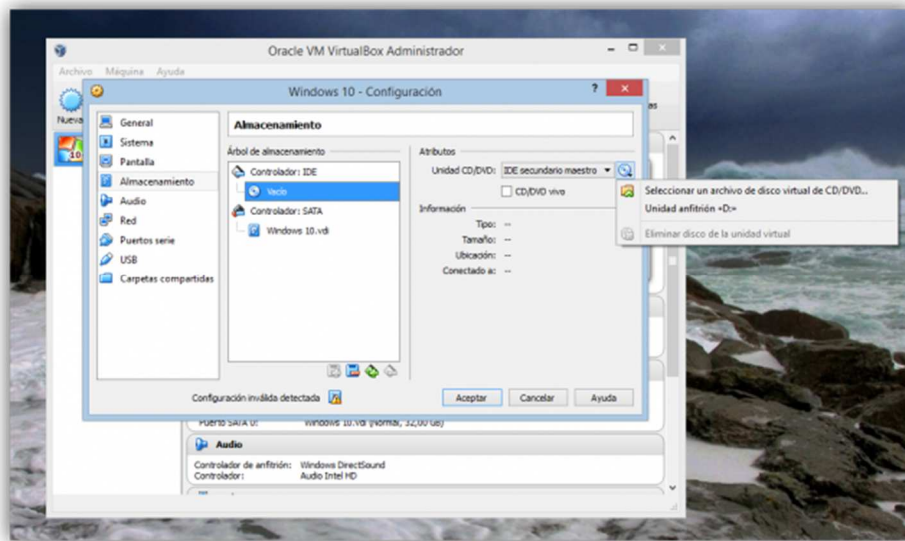 Oracle VM VirtualBox Administrador
Archivo Máquina Ayuda
Nueva
Windows 10 - Configuración
General
Sistema
Pantalla
Almacenamiento
Audio
Red
Puertos serie
USB
Carpetas compartidas
Almacenamiento
Árbol de almacenamiento
Controlador: IDE
Vacío
Controlador: SATA
Windows 10.vdi
Atributos
Unidad CD/DVD: IDE secundario maestro
CD/DVD vivo
Información
Tipo: --
Tamaño: --
Ubicación: --
Conectado a: --
Seleccionar un archivo de disco virtual de CD/DVD...
Unidad anfitrión «D:»
Eliminar disco de la unidad virtual
Configuración inválida detectada
Aceptar Cancelar Ayuda
Puerto SATA 0: Windows 10.vdi (Normal, 32,00 GB)
Audio
Controlador de anfitrión: Windows DirectSound
Controlador: Audio Intel HD